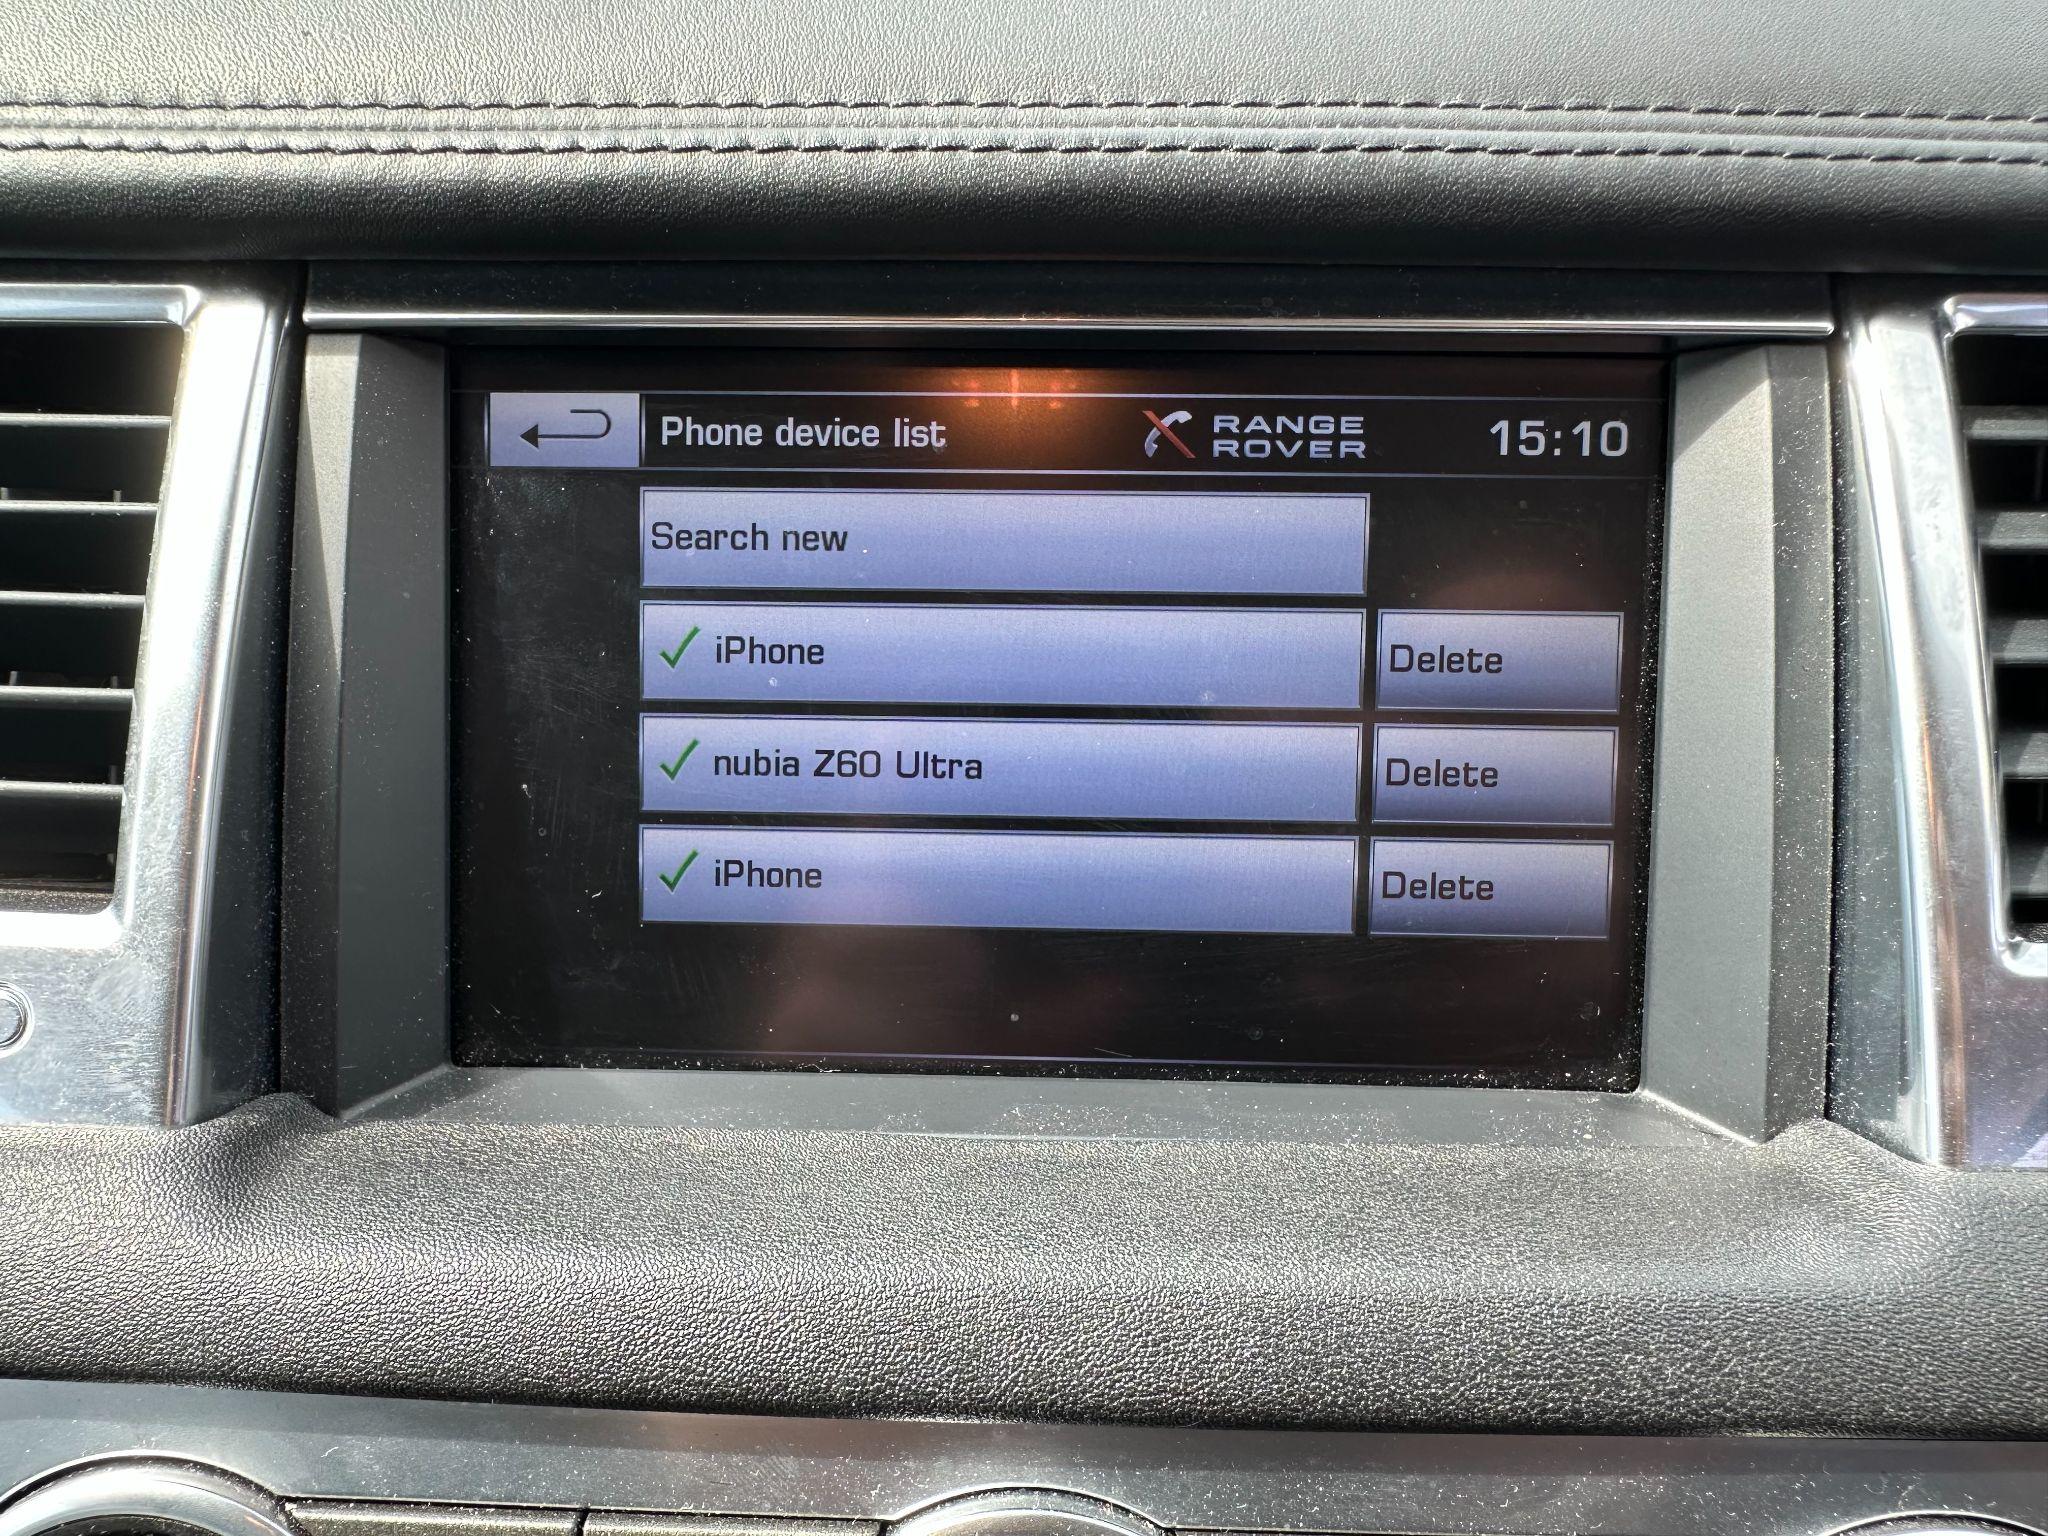 Phone device list
RANGE
ROVER
15:10
Search new
iPhone
Delete
nubia Z60 Ultra
Delete
iPhone
Delete